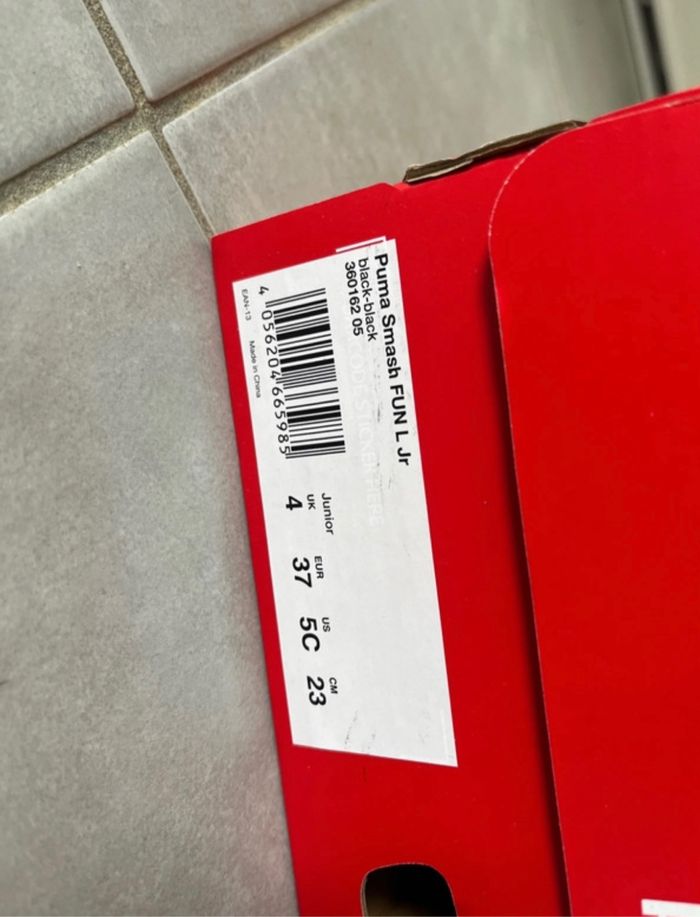 Puma Smash FUN L Jr
black-black
360162 05
4 056204 665985
EAN-13 Made in China
Junior
UK EUR US CM
4 37 5C 23